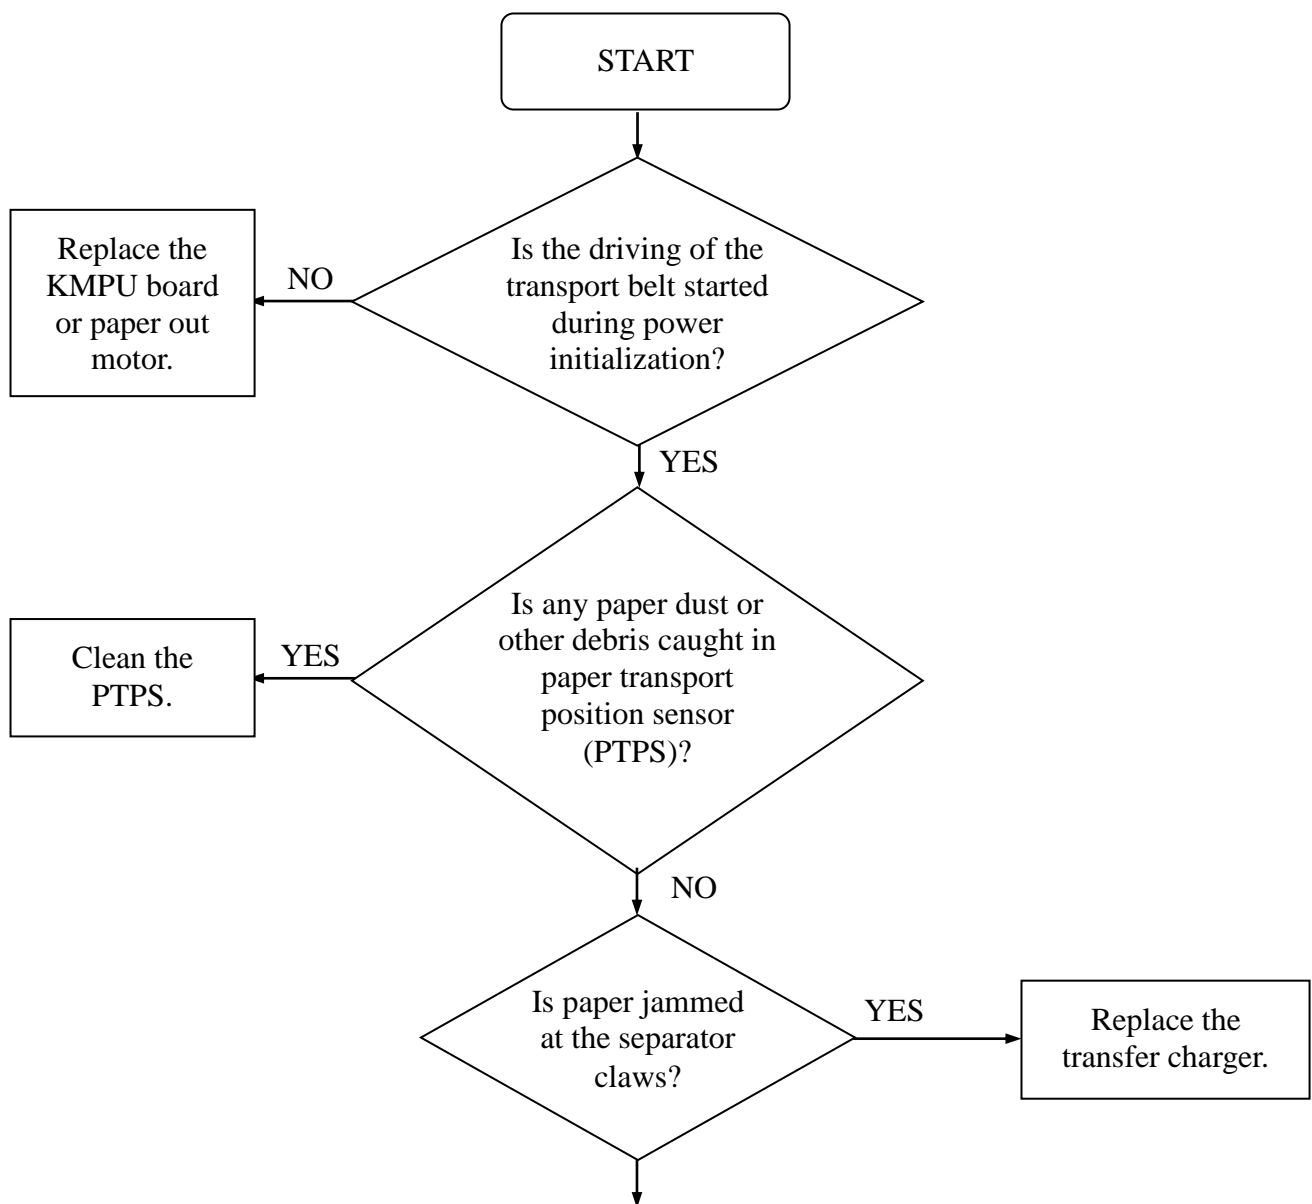 START
Is the driving of the
transport belt started
during power
initialization?
NO
Replace the
KMPU board
or paper out
motor.
YES
Is any paper dust or
other debris caught in
paper transport
position sensor
(PTPS)?
YES
Clean the
PTPS.
NO
Is paper jammed
at the separator
claws?
YES
Replace the
transfer charger.